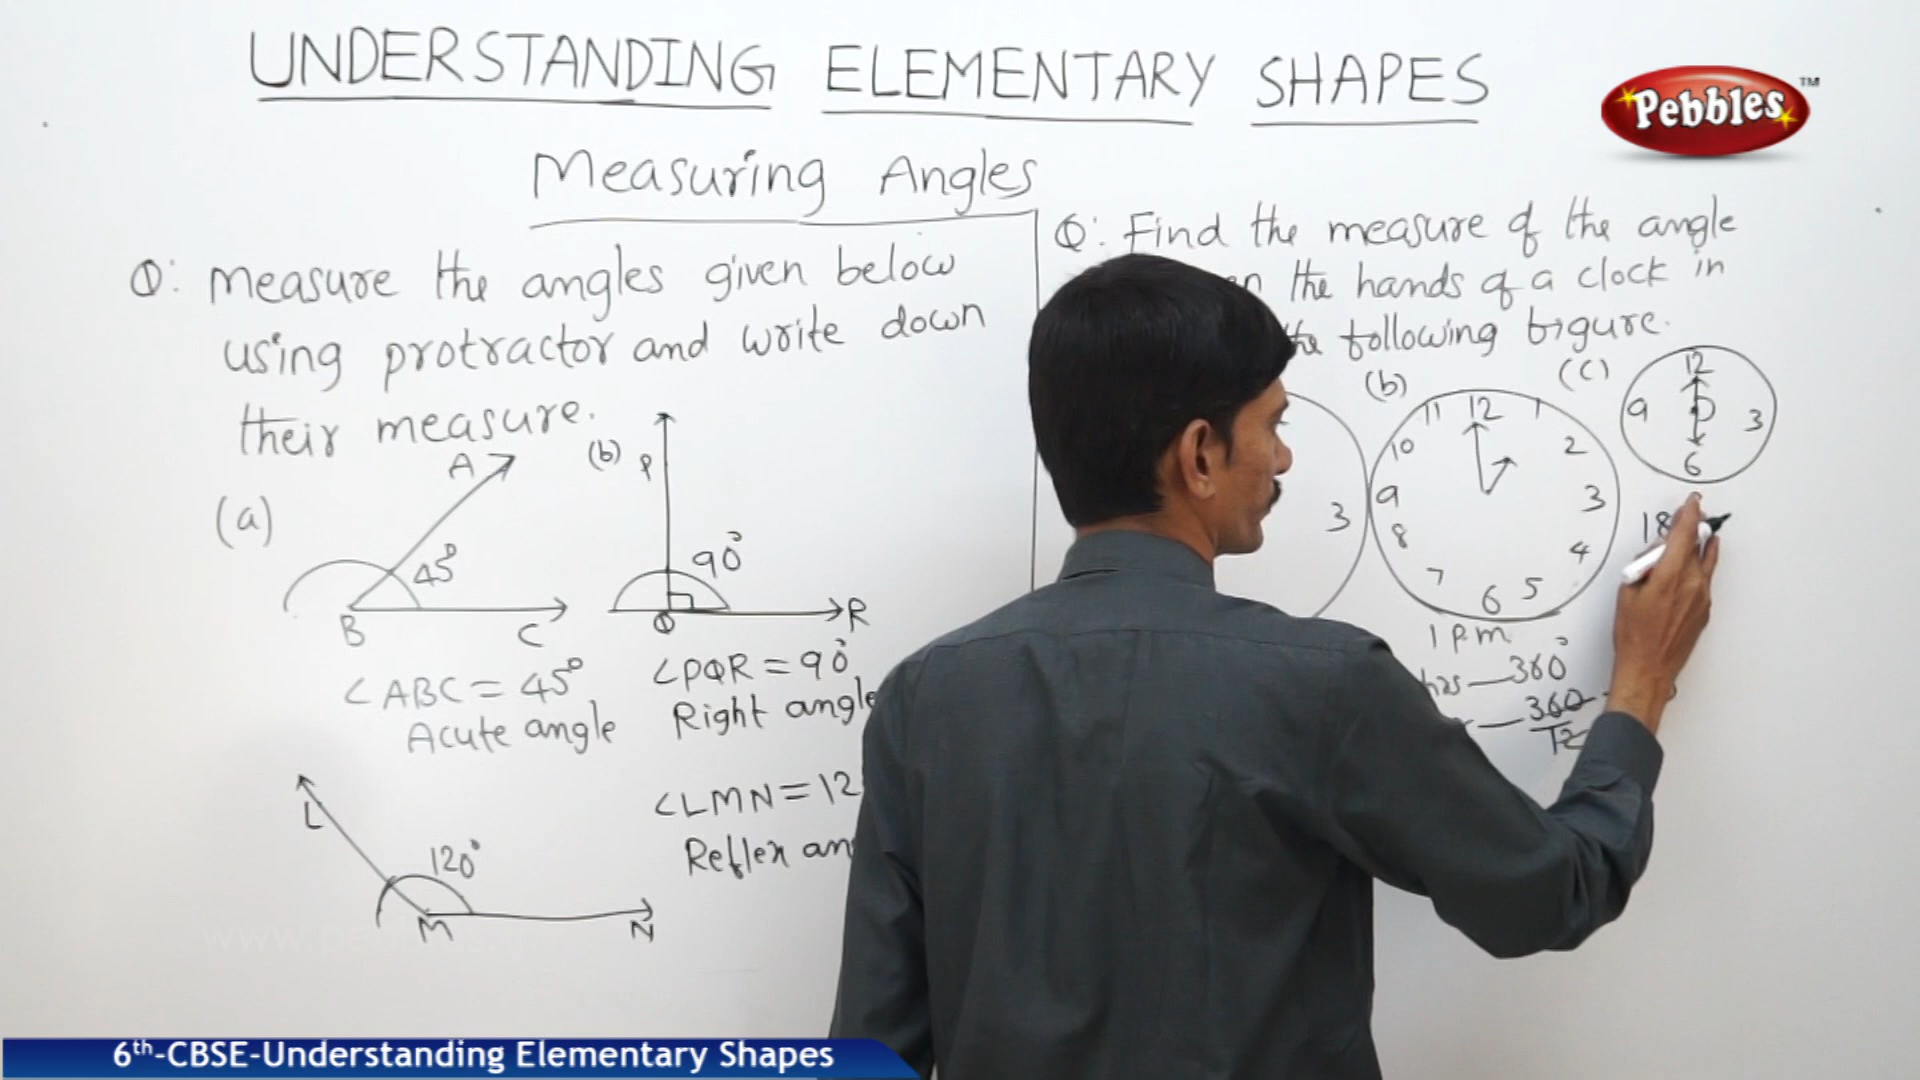 UNDERSTANDING ELEMENTARY SHAPES
Pebbles™
Measuring Angles
Q: Measure the angles given below
using protractor and write down
their measure.
(a)
A
45°
B
C
∠ABC = 45°
Acute angle
(b)
P
90°
Q
R
∠PQR = 90°
Right angle
L
120°
M
N
∠LMN = 12
Reflex an
Q: Find the measure of the angle
the hands of a clock in
the following figure.
3
(b)
11 12 1
10 2
9 3
8 4
7 6 5
1 p.m.
hrs — 360°
— 360
12
(c)
12
9 3
6
18
6th-CBSE-Understanding Elementary Shapes